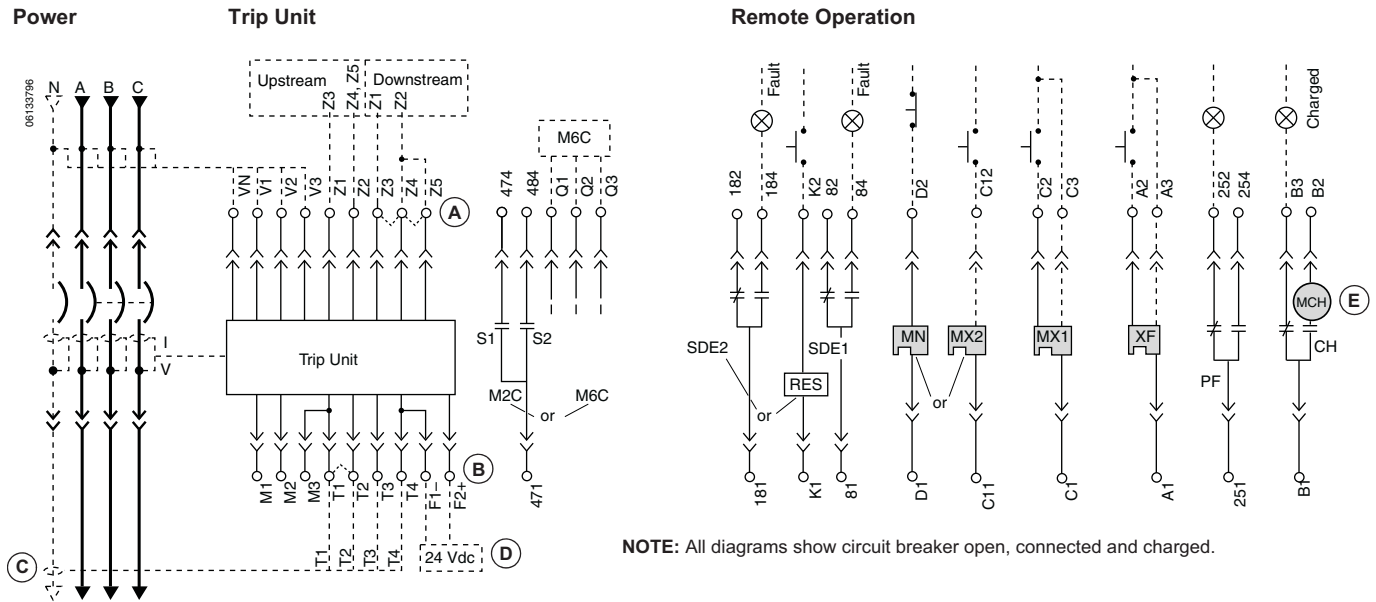 Power
Trip Unit
Remote Operation
06133796
N A B C
Upstream
Downstream
Z3
Z4, Z5
Z1
Z2
M6C
Fault
Fault
Charged
VN
V1
V2
V3
Z1
Z2
Z3
Z4
Z5
A
474
484
Q1
Q2
Q3
182
184
K2
82
84
D2
C12
C2
C3
A2
A3
252
254
B3
B2
MCH
E
I
V
Trip Unit
S1
S2
M2C
or
M6C
SDE2
or
RES
SDE1
MN
MX2
or
MX1
XF
PF
CH
B
M1
M2
M3
T1
T2
T3
T4
F1–
F2+
471
181
K1
81
D1
C11
C1
A1
251
B1
C
T1
T2
T3
T4
24 Vdc
D
NOTE: All diagrams show circuit breaker open, connected and charged.